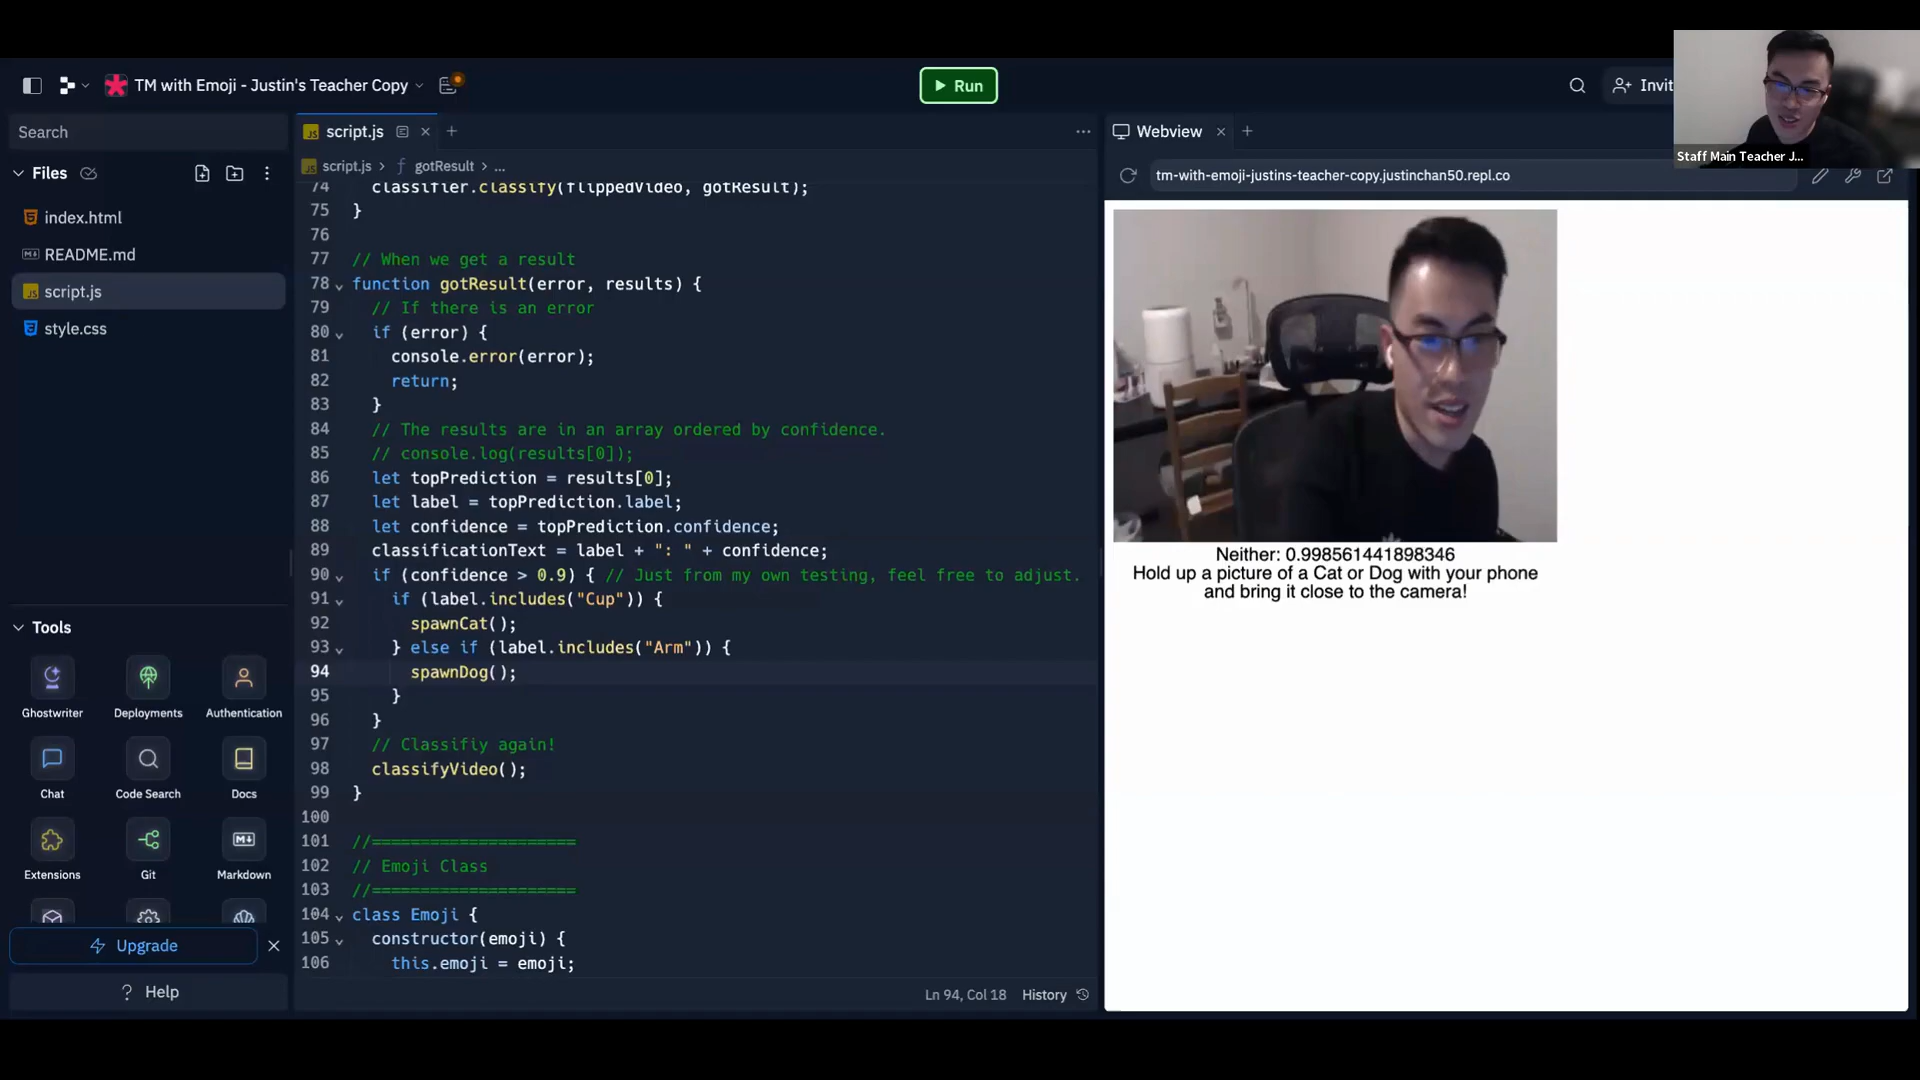 TM with Emoji - Justin's Teacher Copy
Run
Invit
Staff Main Teacher J...
Search
Files
index.html
README.md
script.js
style.css
Tools
Ghostwriter
Deployments
Authentication
Chat
Code Search
Docs
Extensions
Git
Markdown
Upgrade
? Help
script.js
script.js > gotResult > ...
74 classifier.classify(flippedVideo, gotResult);
75 }
76
77 // When we get a result
78 function gotResult(error, results) {
79 // If there is an error
80 if (error) {
81 console.error(error);
82 return;
83 }
84 // The results are in an array ordered by confidence.
85 // console.log(results[0]);
86 let topPrediction = results[0];
87 let label = topPrediction.label;
88 let confidence = topPrediction.confidence;
89 classificationText = label + ": " + confidence;
90 if (confidence > 0.9) { // Just from my own testing, feel free to adjust.
91 if (label.includes("Cup")) {
92 spawnCat();
93 } else if (label.includes("Arm")) {
94 spawnDog();
95 }
96 }
97 // Classifiy again!
98 classifyVideo();
99 }
100
101 //=====================
102 // Emoji Class
103 //=====================
104 class Emoji {
105 constructor(emoji) {
106 this.emoji = emoji;
Ln 94, Col 18 History
Webview
tm-with-emoji-justins-teacher-copy.justinchan50.repl.co
Neither: 0.998561441898346
Hold up a picture of a Cat or Dog with your phone
and bring it close to the camera!